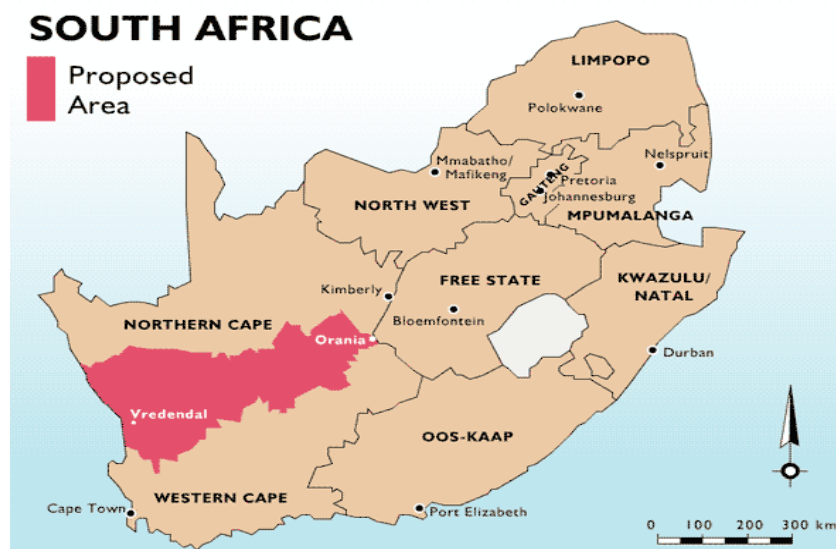 SOUTH AFRICA
Proposed
Area
LIMPOPO
Polokwane
Mmabatho/
Mafikeng
Nelspruit
GAUTENG
Pretoria
Johannesburg
NORTH WEST
MPUMALANGA
FREE STATE
KWAZULU/
NATAL
Kimberly
Bloemfontein
NORTHERN CAPE
Orania
Durban
Vredendal
OOS-KAAP
WESTERN CAPE
Cape Town
Port Elizabeth
0 100 200 300 km